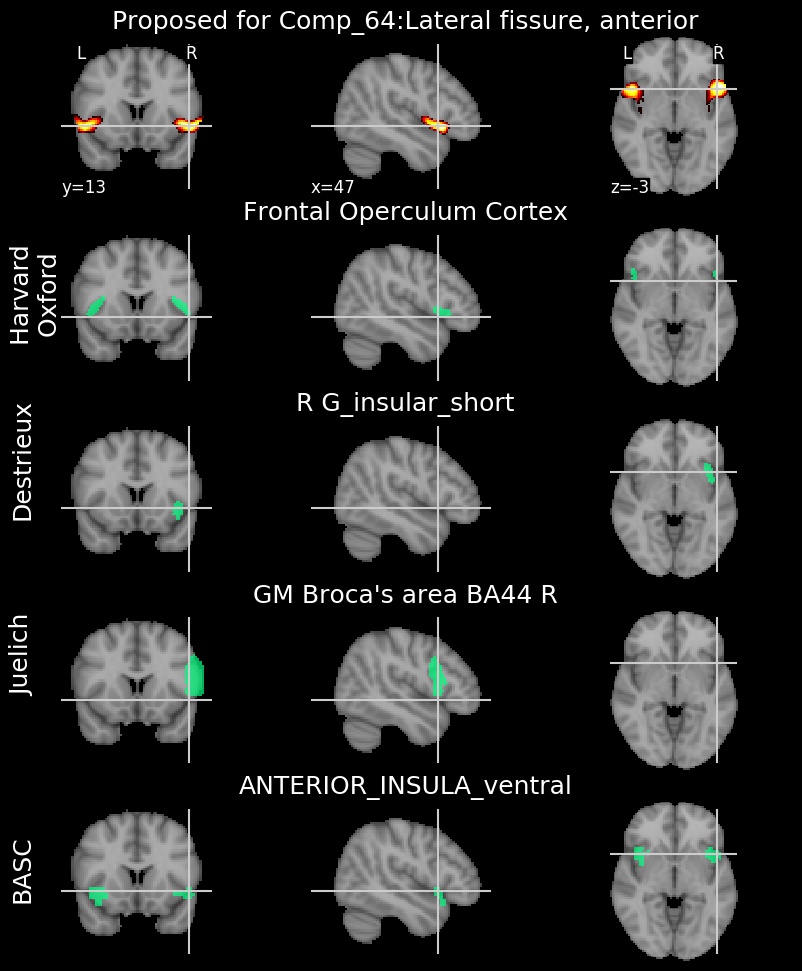 Proposed for Comp_64:Lateral fissure, anterior
L R L R
y=13 x=47 z=-3
Frontal Operculum Cortex
Harvard
Oxford
R G_insular_short
Destrieux
GM Broca's area BA44 R
Juelich
ANTERIOR_INSULA_ventral
BASC